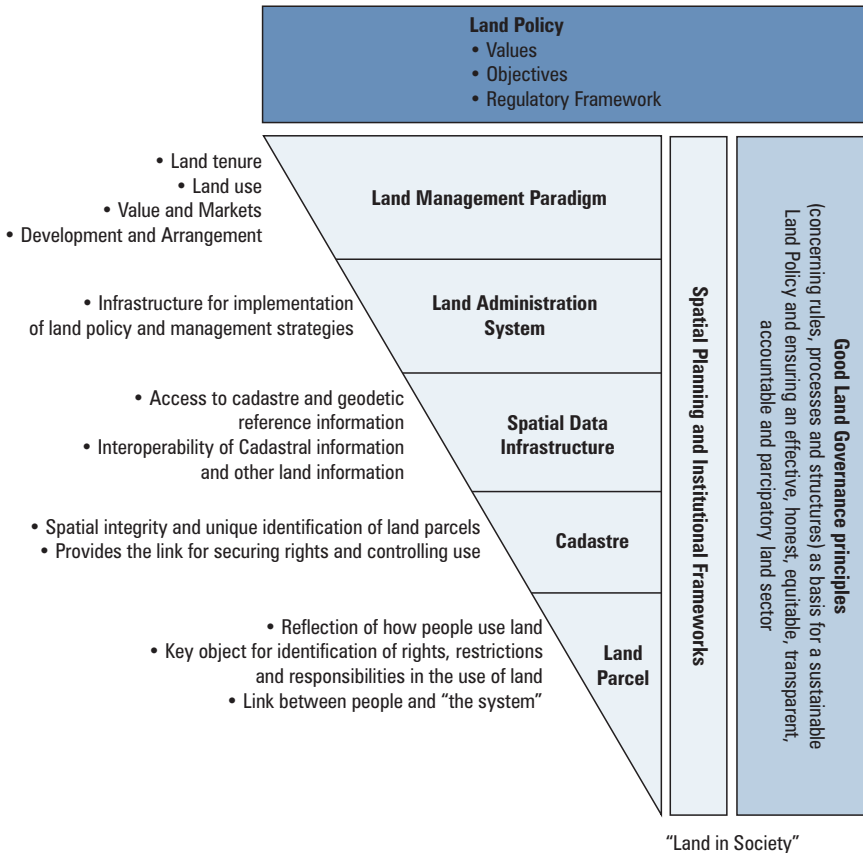 Land Policy
• Values
• Objectives
• Regulatory Framework
• Land tenure
• Land use
• Value and Markets
• Development and Arrangement
Land Management Paradigm
• Infrastructure for implementation
of land policy and management strategies
Land Administration
System
• Access to cadastre and geodetic
reference information
• Interoperability of Cadastral information
and other land information
Spatial Data
Infrastructure
• Spatial integrity and unique identification of land parcels
• Provides the link for securing rights and controlling use
Cadastre
• Reflection of how people use land
• Key object for identification of rights, restrictions
and responsibilities in the use of land
• Link between people and “the system”
Land
Parcel
Spatial Planning and Institutional Frameworks
Good Land Governance principles
(concerning rules, processes and structures) as basis for a sustainable
Land Policy and ensuring an effective, honest, equitable, transparent,
accountable and parcipatory land sector
“Land in Society”